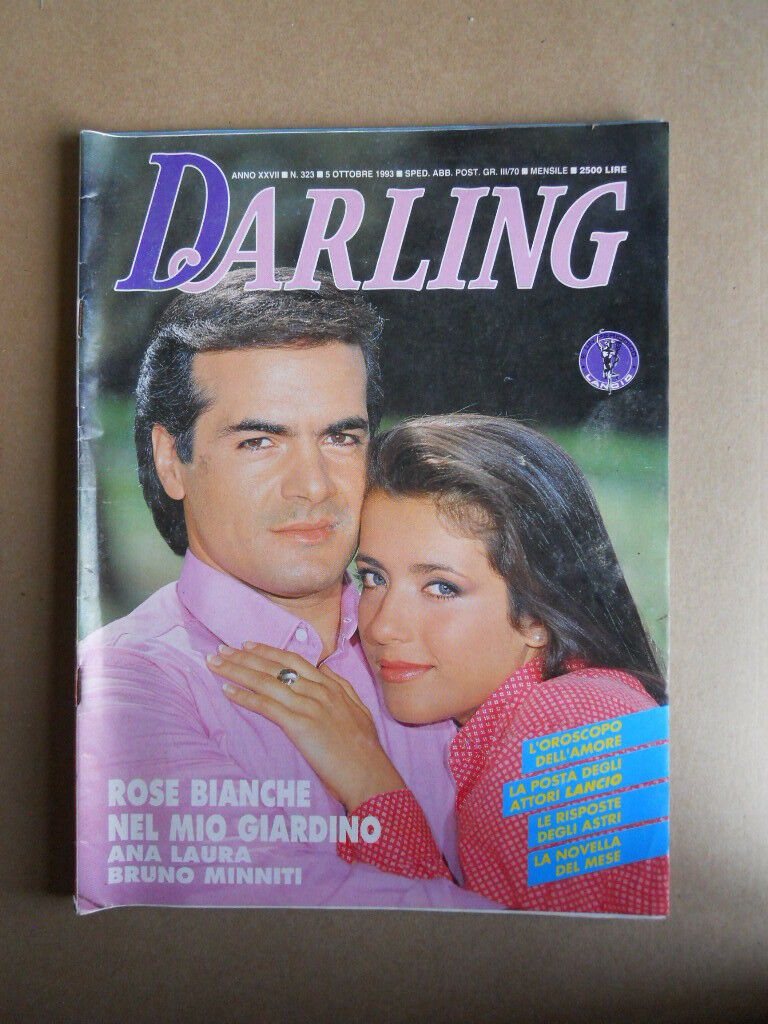 ANNO XXVII ■ N. 323 ■ 5 OTTOBRE 1993 ■ SPED. ABB. POST. GR. III/70 ■ MENSILE ■ 2500 LIRE
DARLING
LANCIO
ROSE BIANCHE
NEL MIO GIARDINO
ANA LAURA
BRUNO MINNITI
L'OROSCOPO
DELL'AMORE
LA POSTA DEGLI
ATTORI LANCIO
LE RISPOSTE
DEGLI ASTRI
LA NOVELLA
DEL MESE